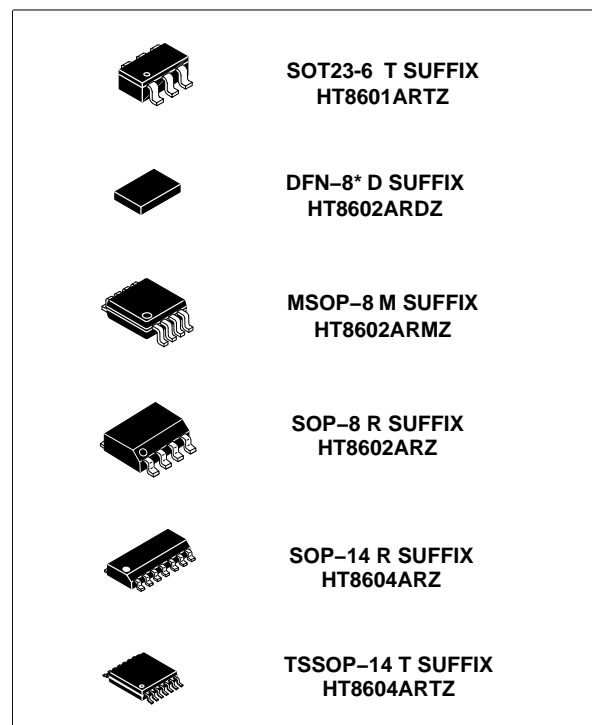 SOT23-6 T SUFFIX
HT8601ARTZ
DFN–8* D SUFFIX
HT8602ARDZ
MSOP–8 M SUFFIX
HT8602ARMZ
SOP–8 R SUFFIX
HT8602ARZ
SOP–14 R SUFFIX
HT8604ARZ
TSSOP–14 T SUFFIX
HT8604ARTZ